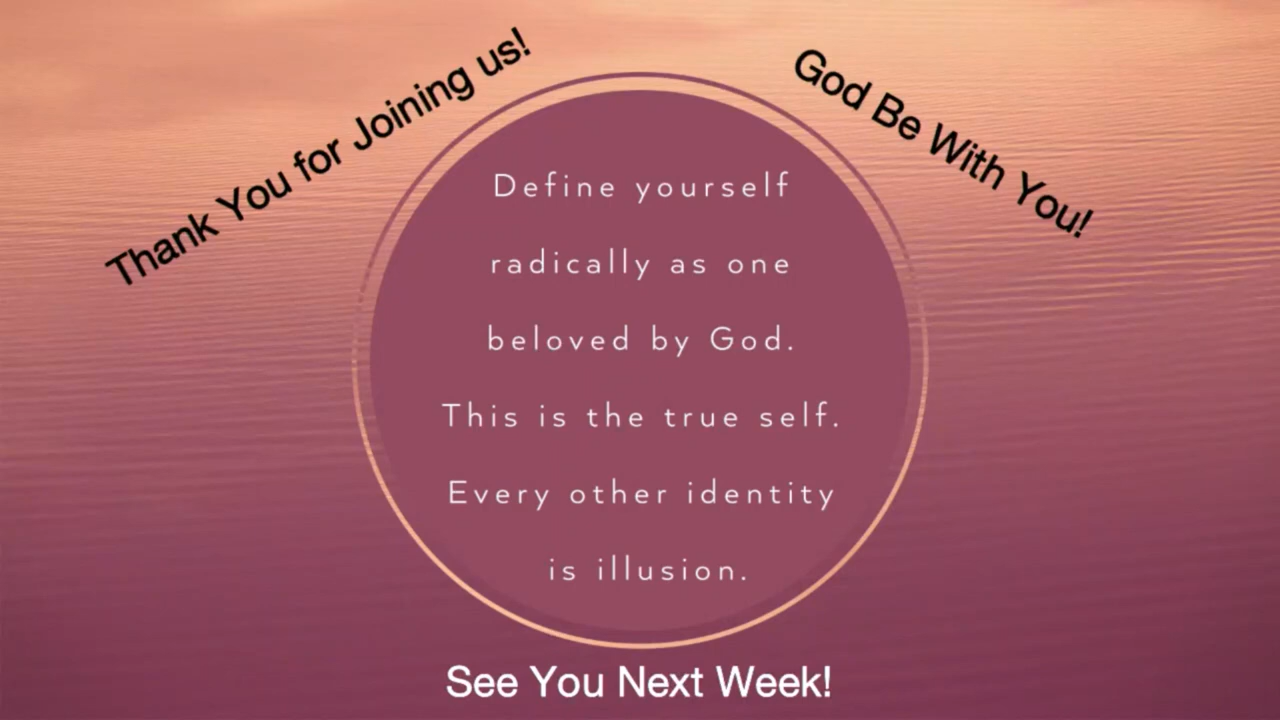 Thank You for Joining us!
God Be With You!
Define yourself
radically as one
beloved by God.
This is the true self.
Every other identity
is illusion.
See You Next Week!